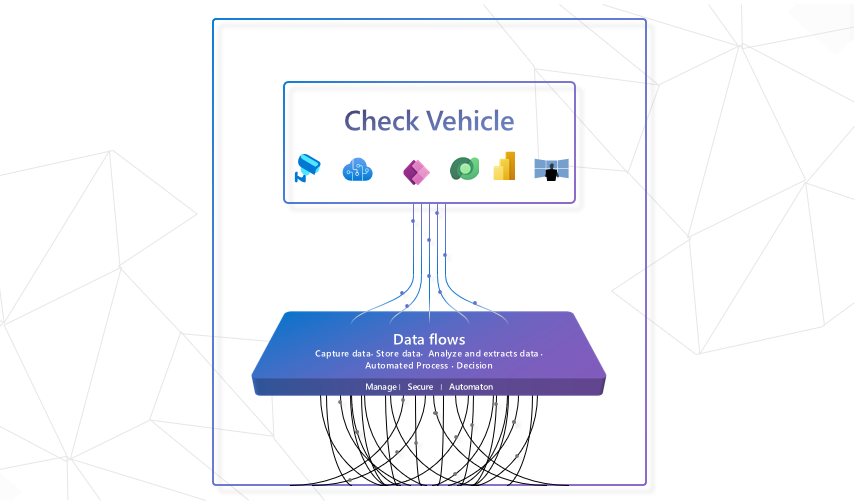 Check Vehicle
Data flows
Capture data· Store data· Analyze and extracts data ·
Automated Process · Decision
Manage | Secure | Automaton